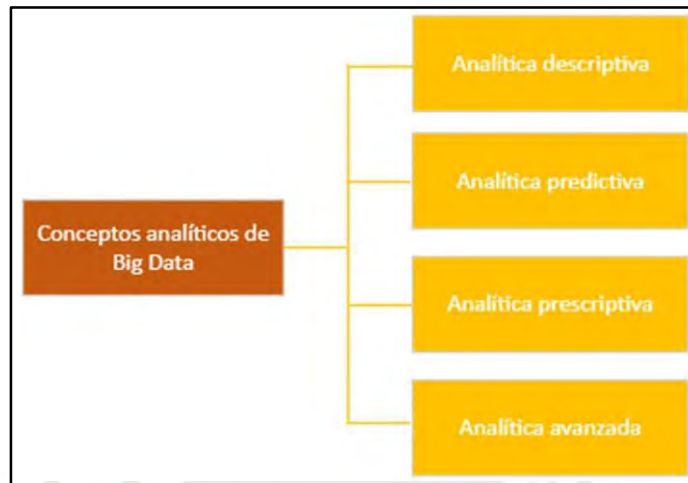 Analítica descriptiva
Analítica predictiva
Conceptos analíticos de
Big Data
Analítica prescriptiva
Analítica avanzada